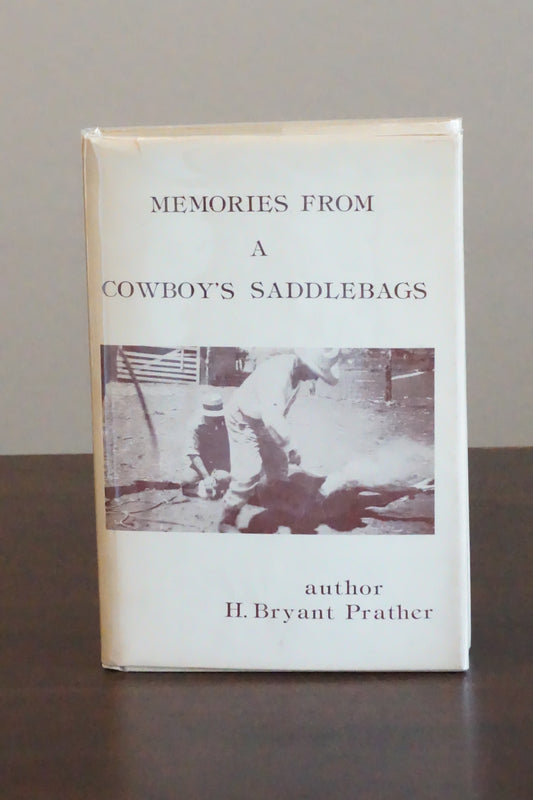 MEMORIES FROM
A
COWBOY'S SADDLEBAGS
author
H. Bryant Prather